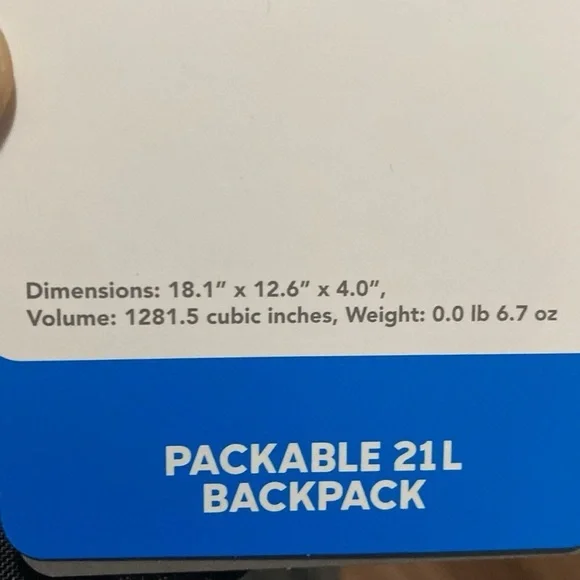 Dimensions: 18.1” x 12.6” x 4.0”,
Volume: 1281.5 cubic inches, Weight: 0.0 lb 6.7 oz
PACKABLE 21L
BACKPACK